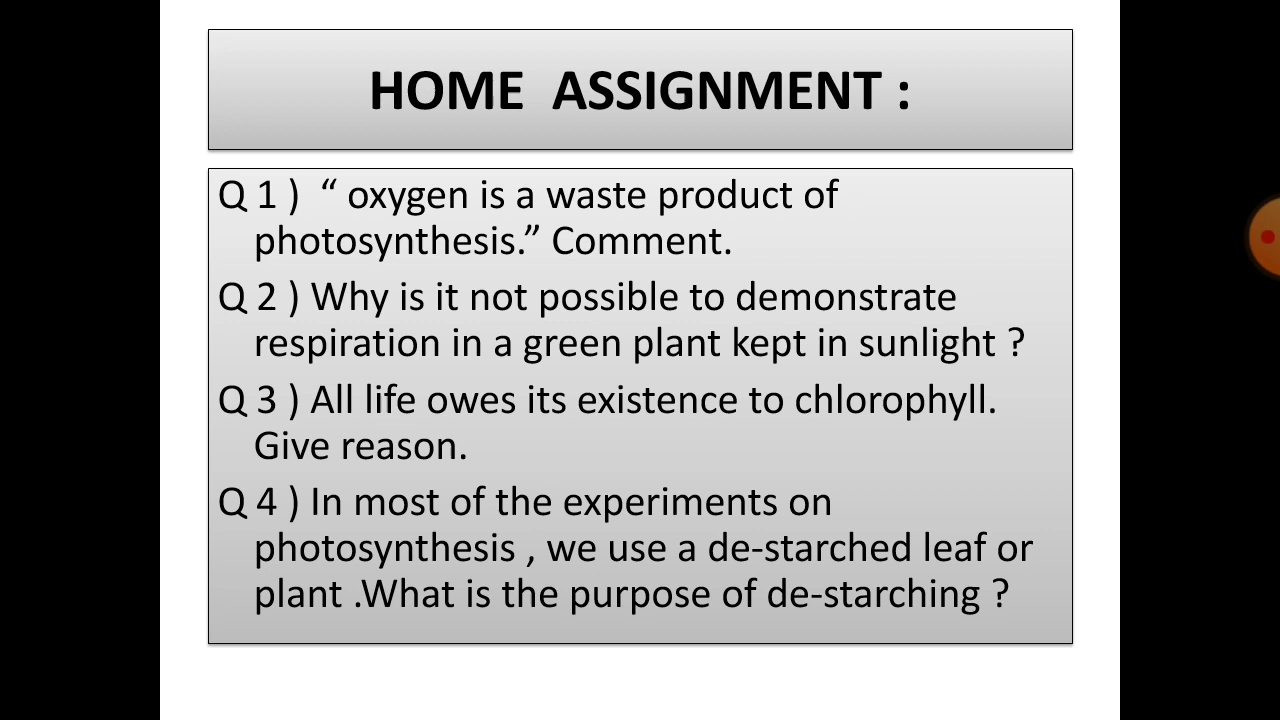 HOME ASSIGNMENT :
Q 1 ) “ oxygen is a waste product of
photosynthesis.” Comment.
Q 2 ) Why is it not possible to demonstrate
respiration in a green plant kept in sunlight ?
Q 3 ) All life owes its existence to chlorophyll.
Give reason.
Q 4 ) In most of the experiments on
photosynthesis , we use a de-starched leaf or
plant .What is the purpose of de-starching ?